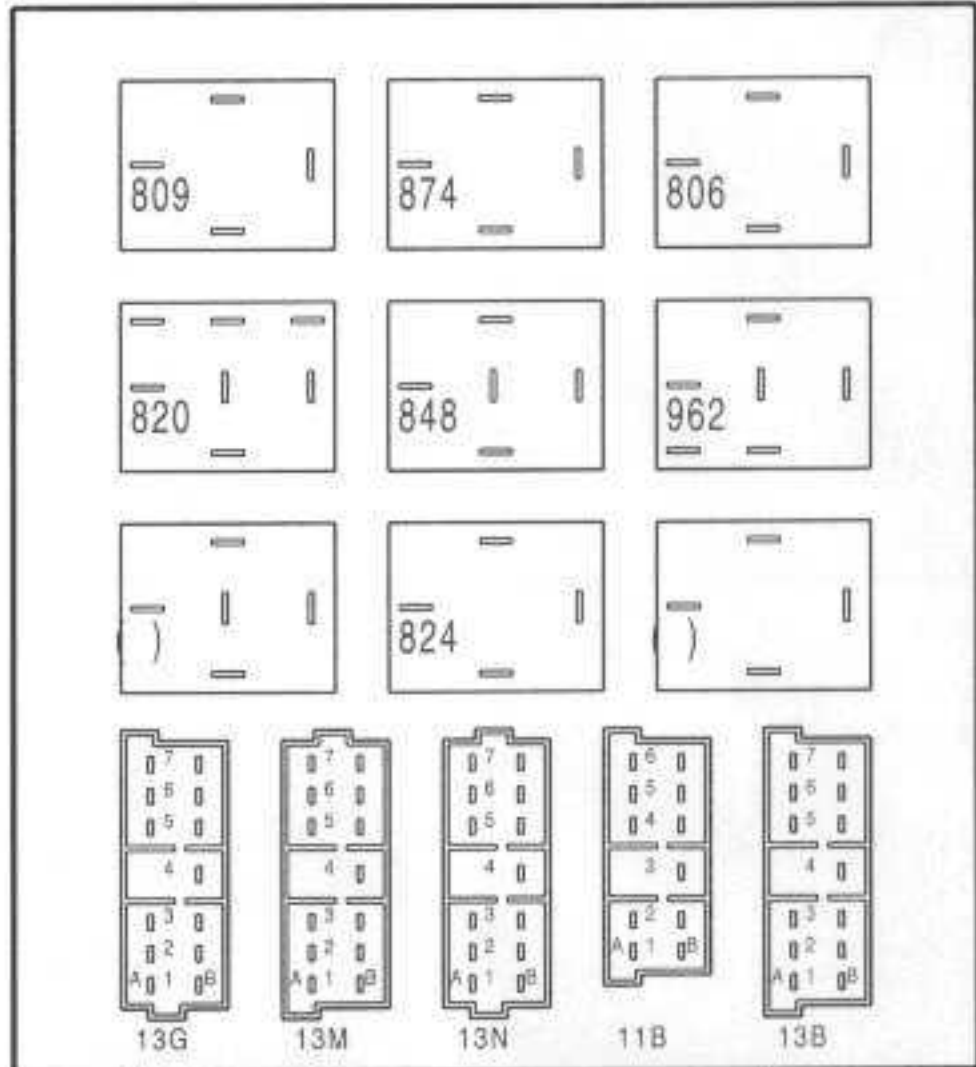 809 874 806
820 848 962
( ) 824 ( )
7 7 7 6 7
6 6 6 5 6
5 5 5 4 5
4 4 4 3 4
3 3 3 2 3
2 2 2 A 1 B 2
A 1 B A 1 B A 1 B A 1 B
13G 13M 13N 11B 13B